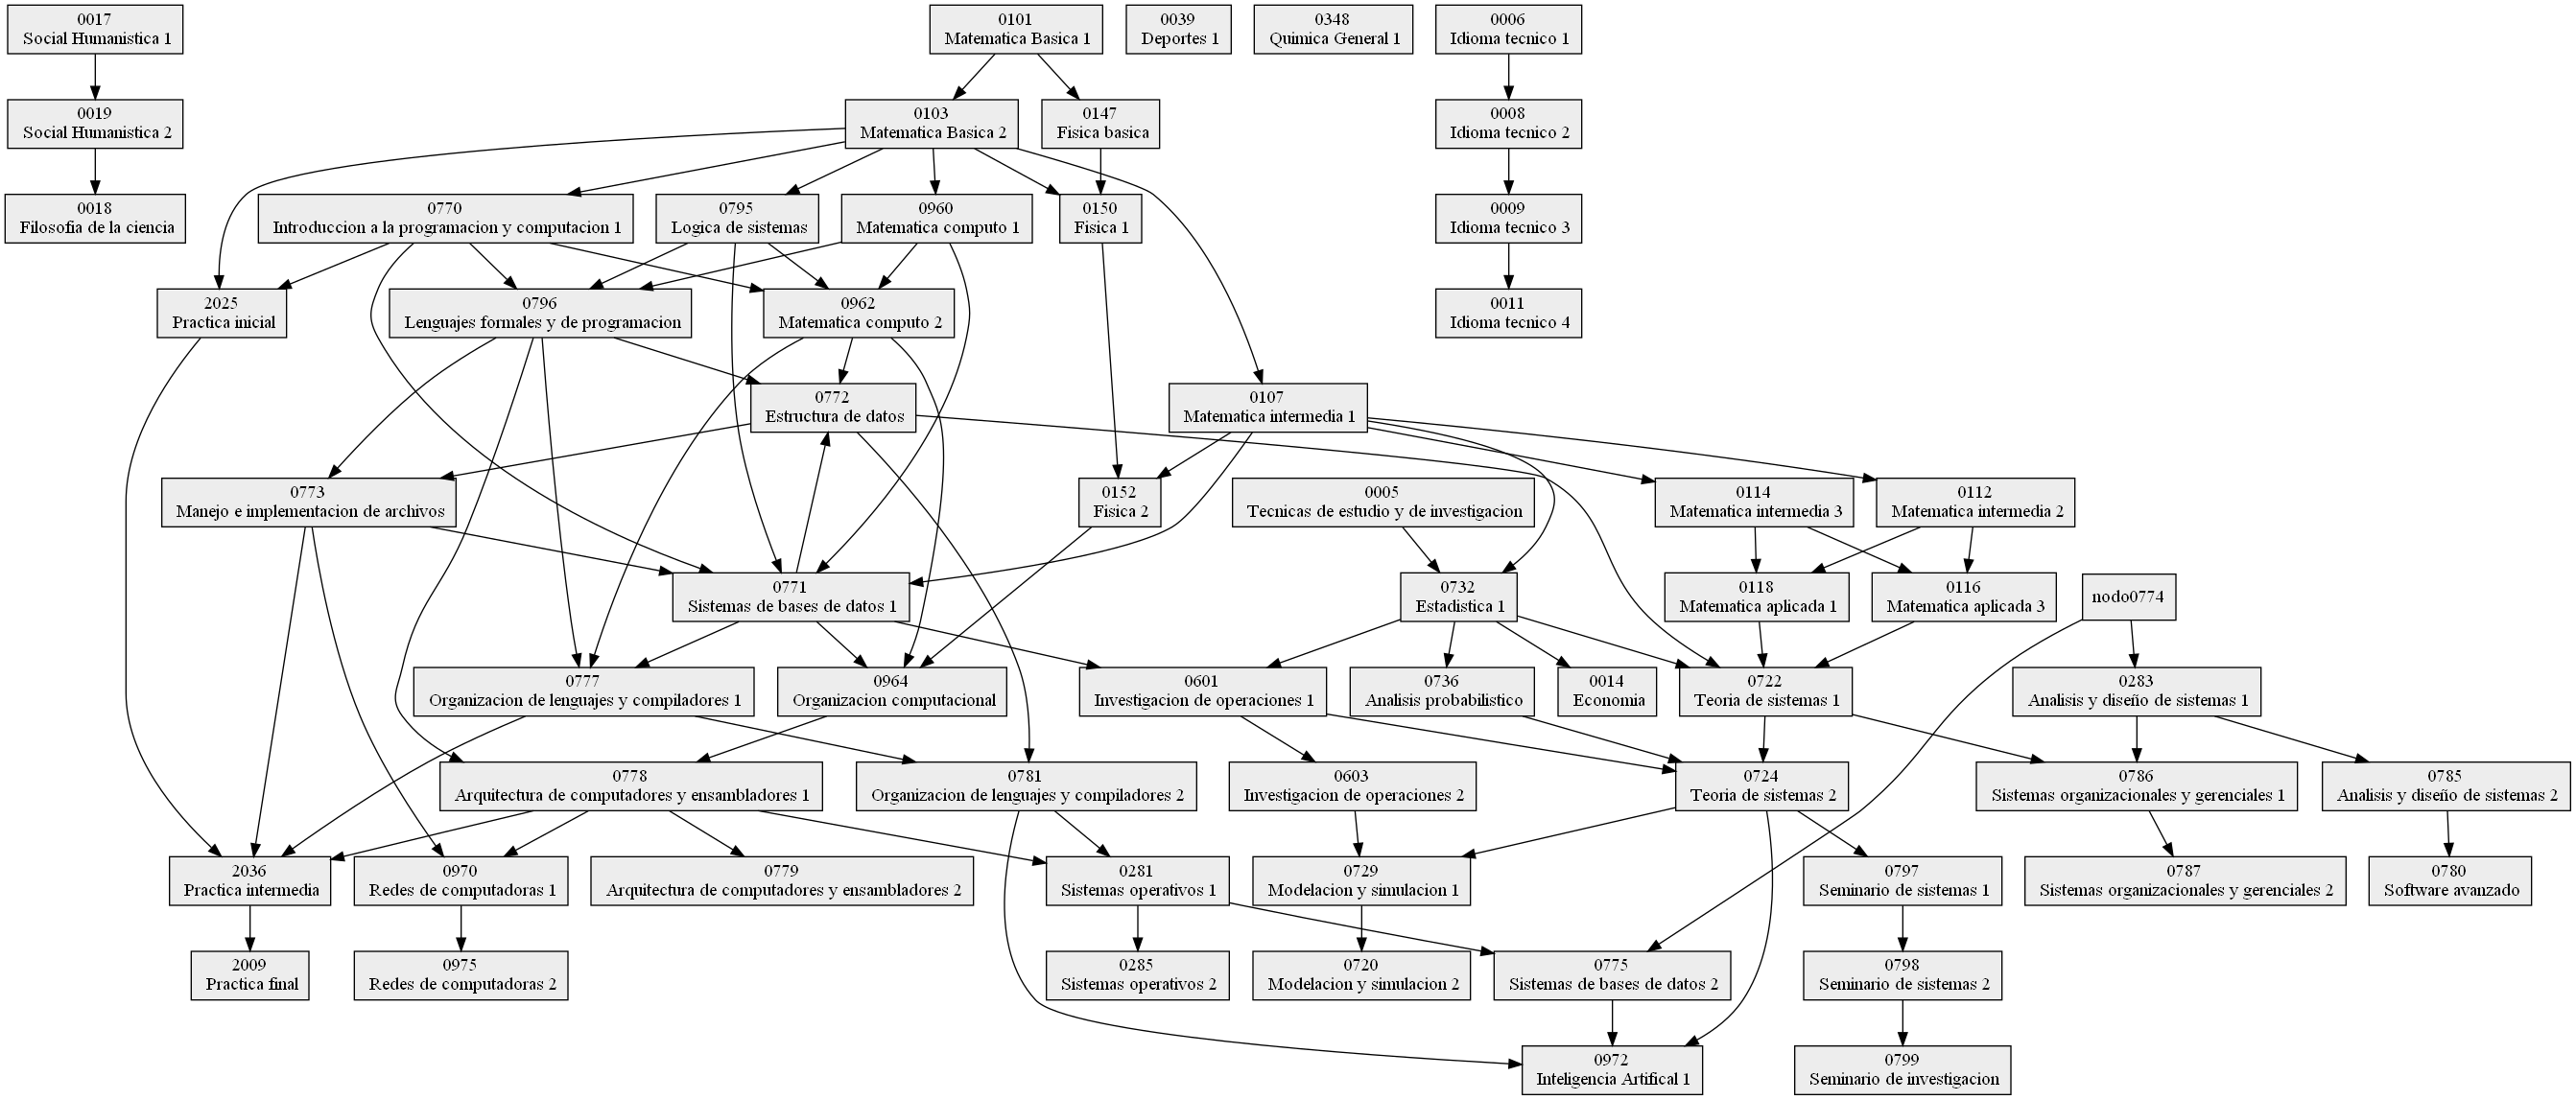 0017
Social Humanistica 1
0101
Matematica Basica 1
0039
Deportes 1
0348
Quimica General 1
0006
Idioma tecnico 1
0019
Social Humanistica 2
0103
Matematica Basica 2
0147
Fisica basica
0008
Idioma tecnico 2
0018
Filosofia de la ciencia
0770
Introduccion a la programacion y computacion 1
0795
Logica de sistemas
0960
Matematica computo 1
0150
Fisica 1
0009
Idioma tecnico 3
2025
Practica inicial
0796
Lenguajes formales y de programacion
0962
Matematica computo 2
0011
Idioma tecnico 4
0772
Estructura de datos
0107
Matematica intermedia 1
0773
Manejo e implementacion de archivos
0152
Fisica 2
0005
Tecnicas de estudio y de investigacion
0114
Matematica intermedia 3
0112
Matematica intermedia 2
0771
Sistemas de bases de datos 1
0732
Estadistica 1
0118
Matematica aplicada 1
0116
Matematica aplicada 3
nodo0774
0777
Organizacion de lenguajes y compiladores 1
0964
Organizacion computacional
0601
Investigacion de operaciones 1
0736
Analisis probabilistico
0014
Economia
0722
Teoria de sistemas 1
0283
Analisis y diseño de sistemas 1
0778
Arquitectura de computadores y ensambladores 1
0781
Organizacion de lenguajes y compiladores 2
0603
Investigacion de operaciones 2
0724
Teoria de sistemas 2
0786
Sistemas organizacionales y gerenciales 1
0785
Analisis y diseño de sistemas 2
2036
Practica intermedia
0970
Redes de computadoras 1
0779
Arquitectura de computadores y ensambladores 2
0281
Sistemas operativos 1
0729
Modelacion y simulacion 1
0797
Seminario de sistemas 1
0787
Sistemas organizacionales y gerenciales 2
0780
Software avanzado
2009
Practica final
0975
Redes de computadoras 2
0285
Sistemas operativos 2
0720
Modelacion y simulacion 2
0775
Sistemas de bases de datos 2
0798
Seminario de sistemas 2
0972
Inteligencia Artifical 1
0799
Seminario de investigacion